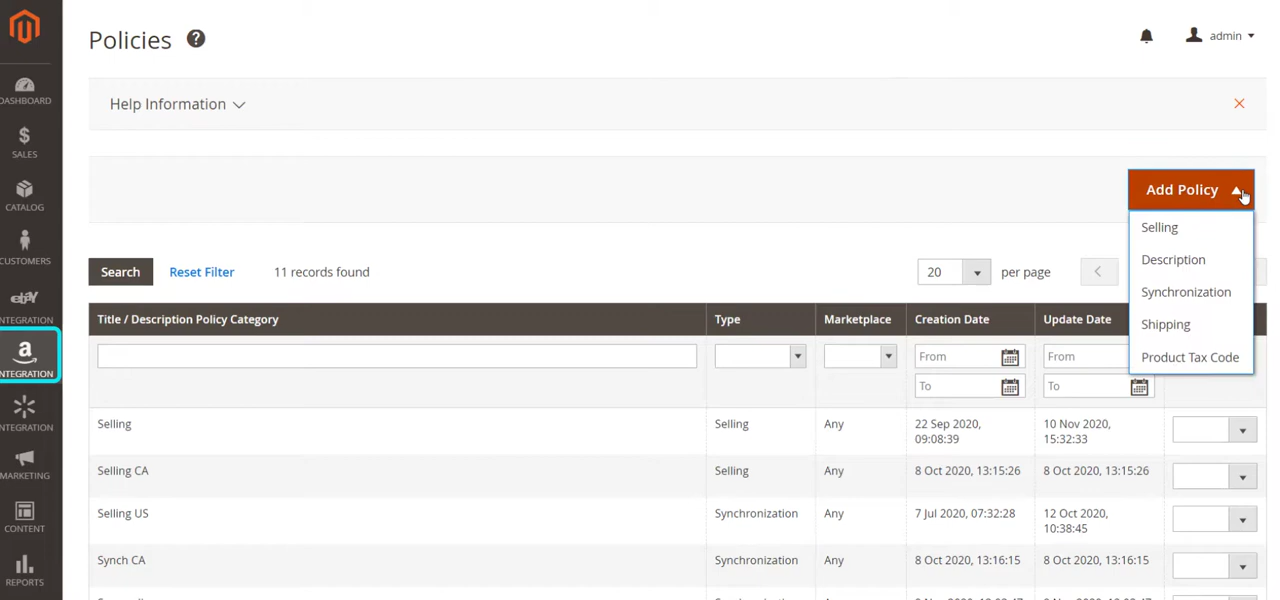 Policies ?
admin
Help Information
DASHBOARD
SALES
CATALOG
CUSTOMERS
ebay
NTEGRATION
a
NTEGRATION
NTEGRATION
MARKETING
CONTENT
REPORTS
Add Policy
Selling
Description
Synchronization
Shipping
Product Tax Code
Search Reset Filter 11 records found 20 per page
Title / Description Policy Category Type Marketplace Creation Date Update Date
From From
To To
Selling Selling Any 22 Sep 2020, 10 Nov 2020,
09:08:39 15:32:33
Selling CA Selling Any 8 Oct 2020, 13:15:26 8 Oct 2020, 13:15:26
Selling US Synchronization Any 7 Jul 2020, 07:32:28 12 Oct 2020,
10:38:45
Synch CA Synchronization Any 8 Oct 2020, 13:16:15 8 Oct 2020, 13:16:15